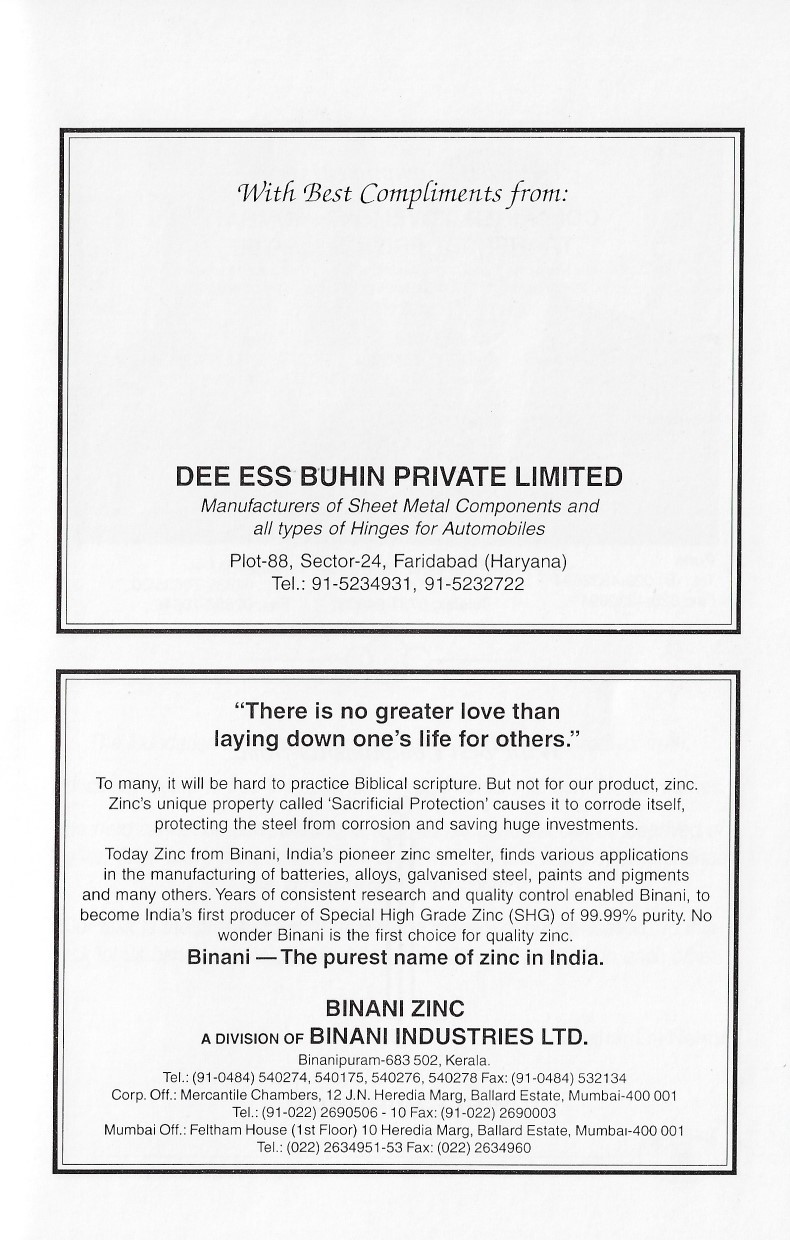 With Best Compliments from:
DEE ESS BUHIN PRIVATE LIMITED
Manufacturers of Sheet Metal Components and
all types of Hinges for Automobiles
Plot-88, Sector-24, Faridabad (Haryana)
Tel.: 91-5234931, 91-5232722
“There is no greater love than
laying down one’s life for others.”
To many, it will be hard to practice Biblical scripture. But not for our product, zinc.
Zinc’s unique property called ‘Sacrificial Protection’ causes it to corrode itself,
protecting the steel from corrosion and saving huge investments.
Today Zinc from Binani, India’s pioneer zinc smelter, finds various applications
in the manufacturing of batteries, alloys, galvanised steel, paints and pigments
and many others. Years of consistent research and quality control enabled Binani, to
become India’s first producer of Special High Grade Zinc (SHG) of 99.99% purity. No
wonder Binani is the first choice for quality zinc.
Binani — The purest name of zinc in India.
BINANI ZINC
A DIVISION OF BINANI INDUSTRIES LTD.
Binanipuram-683 502, Kerala.
Tel.: (91-0484) 540274, 540175, 540276, 540278 Fax: (91-0484) 532134
Corp. Off.: Mercantile Chambers, 12 J.N. Heredia Marg, Ballard Estate, Mumbai-400 001
Tel.: (91-022) 2690506 - 10 Fax: (91-022) 2690003
Mumbai Off.: Feltham House (1st Floor) 10 Heredia Marg, Ballard Estate, Mumbai-400 001
Tel.: (022) 2634951-53 Fax: (022) 2634960